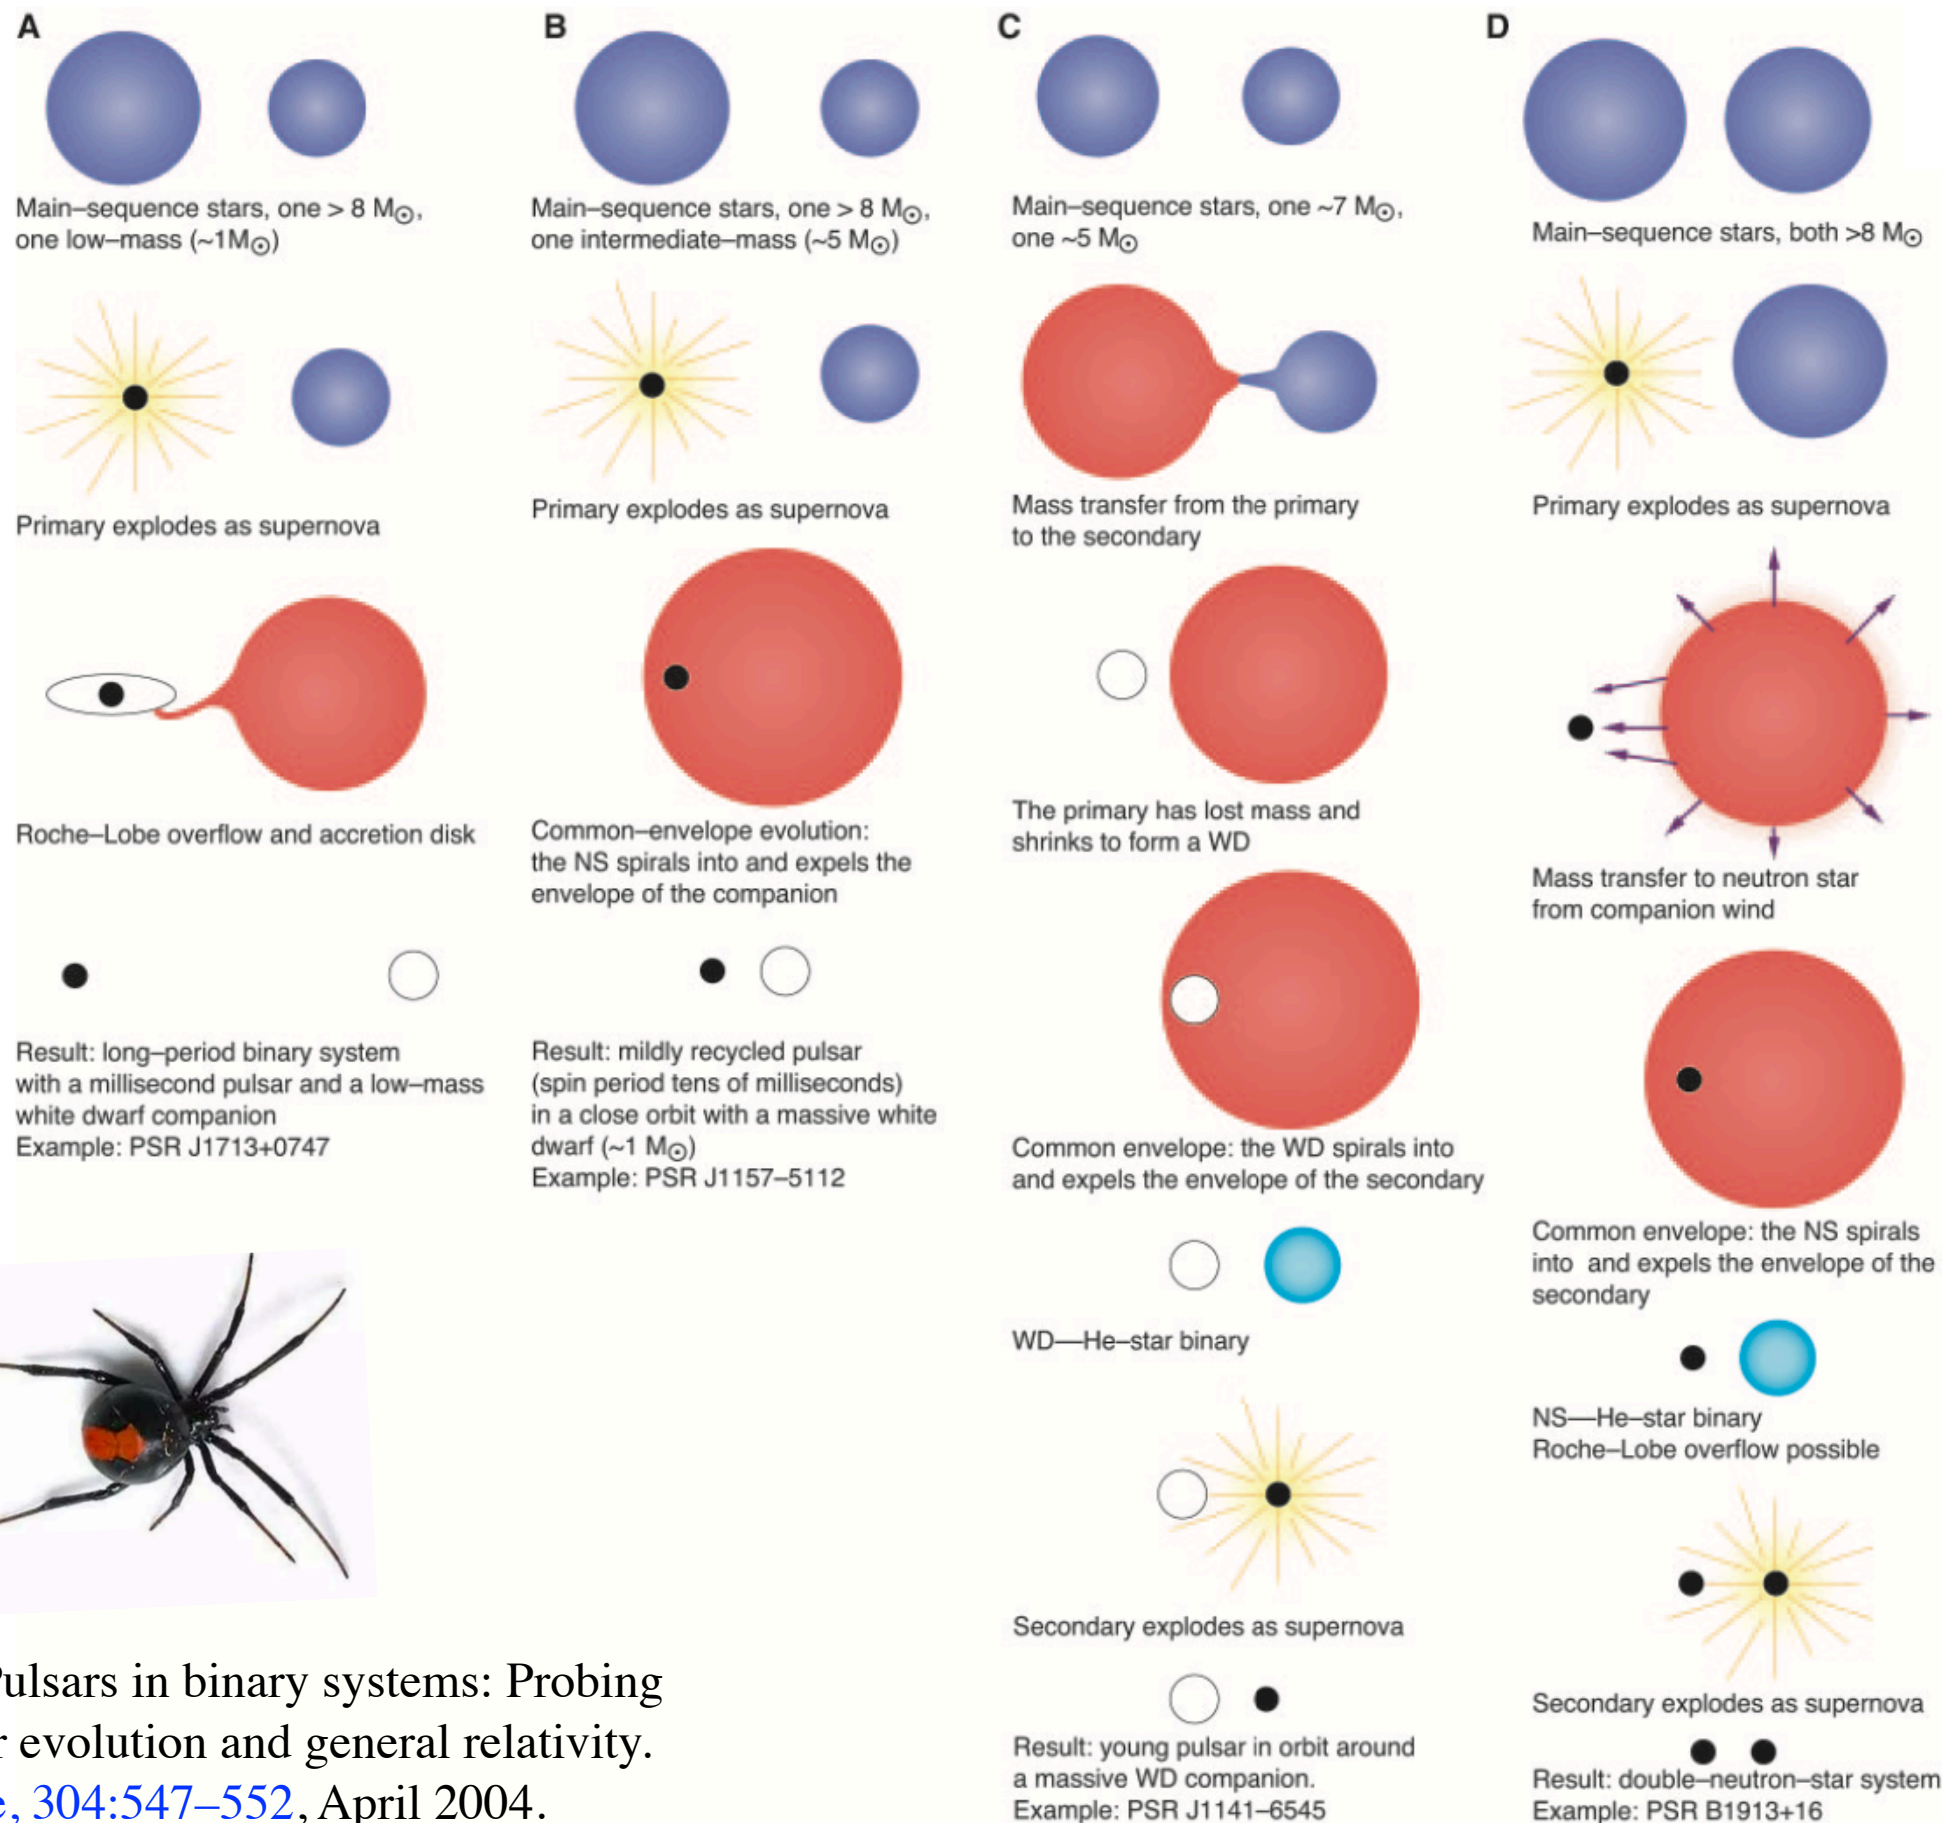 A
Main–sequence stars, one > 8 M☉,
one low–mass (~1M☉)
Primary explodes as supernova
Roche–Lobe overflow and accretion disk
Result: long–period binary system
with a millisecond pulsar and a low–mass
white dwarf companion
Example: PSR J1713+0747
B
Main–sequence stars, one > 8 M☉,
one intermediate–mass (~5 M☉)
Primary explodes as supernova
Common–envelope evolution:
the NS spirals into and expels the
envelope of the companion
Result: mildly recycled pulsar
(spin period tens of milliseconds)
in a close orbit with a massive white
dwarf (~1 M☉)
Example: PSR J1157–5112
C
Main–sequence stars, one ~7 M☉,
one ~5 M☉
Mass transfer from the primary
to the secondary
The primary has lost mass and
shrinks to form a WD
Common envelope: the WD spirals into
and expels the envelope of the secondary
WD—He–star binary
Secondary explodes as supernova
Result: young pulsar in orbit around
a massive WD companion.
Example: PSR J1141–6545
D
Main–sequence stars, both >8 M☉
Primary explodes as supernova
Mass transfer to neutron star
from companion wind
Common envelope: the NS spirals
into and expels the envelope of the
secondary
NS—He–star binary
Roche–Lobe overflow possible
Secondary explodes as supernova
Result: double–neutron–star system
Example: PSR B1913+16
Pulsars in binary systems: Probing
r evolution and general relativity.
e, 304:547–552, April 2004.